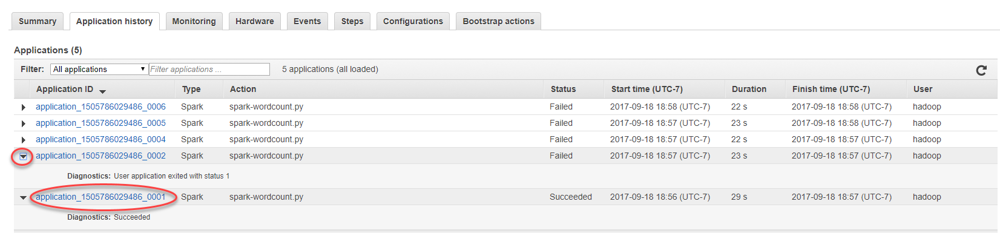 Summary Application history Monitoring Hardware Events Steps Configurations Bootstrap actions
Applications (5)
Filter: All applications Filter applications ... 5 applications (all loaded)
Application ID Type Action Status Start time (UTC-7) Duration Finish time (UTC-7) User
application_1505786029486_0006 Spark spark-wordcount.py Failed 2017-09-18 18:58 (UTC-7) 22 s 2017-09-18 18:58 (UTC-7) hadoop
application_1505786029486_0005 Spark spark-wordcount.py Failed 2017-09-18 18:57 (UTC-7) 23 s 2017-09-18 18:58 (UTC-7) hadoop
application_1505786029486_0004 Spark spark-wordcount.py Failed 2017-09-18 18:57 (UTC-7) 22 s 2017-09-18 18:57 (UTC-7) hadoop
application_1505786029486_0002 Spark spark-wordcount.py Failed 2017-09-18 18:57 (UTC-7) 23 s 2017-09-18 18:57 (UTC-7) hadoop
Diagnostics: User application exited with status 1
application_1505786029486_0001 Spark spark-wordcount.py Succeeded 2017-09-18 18:56 (UTC-7) 29 s 2017-09-18 18:57 (UTC-7) hadoop
Diagnostics: Succeeded